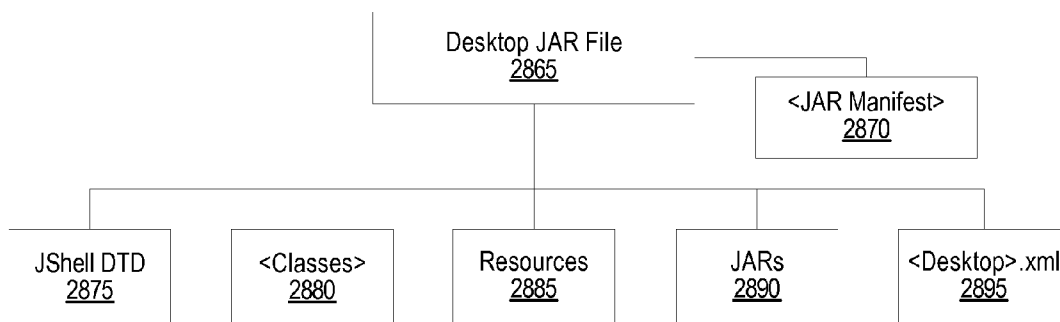 Desktop JAR File
2865
<JAR Manifest>
2870
JShell DTD
2875
<Classes>
2880
Resources
2885
JARs
2890
<Desktop>.xml
2895